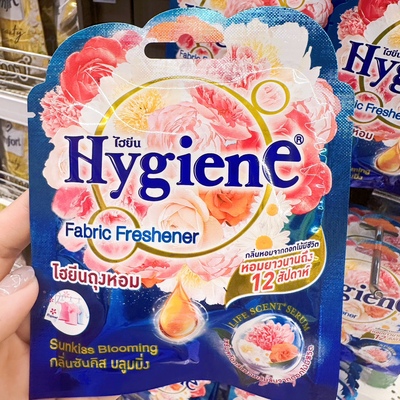 ไฮยีน
Hygiene®
Fabric Freshener
ไฮยีนถุงหอม
กลิ่นหอมจากดอกไม้มีชีวิต
หอมยาวนานถึง
12 สัปดาห์
LIFE SCENT SERUM
Sunkiss Blooming
กลิ่นซันคิส บลูมมิ่ง